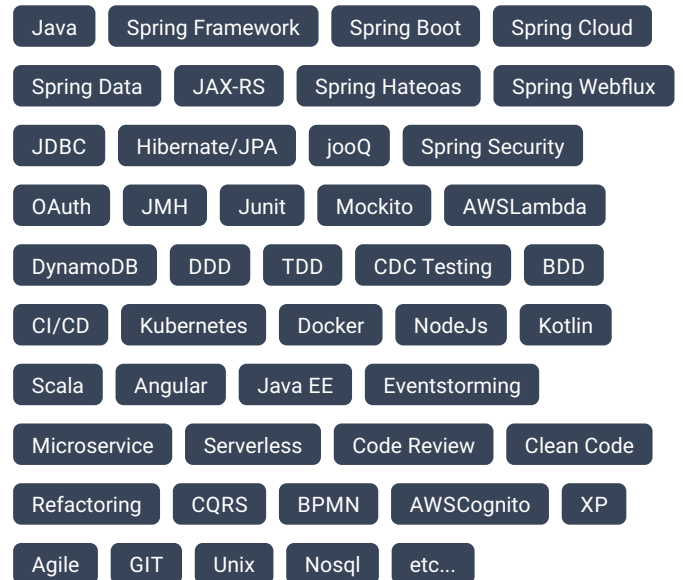 Java Spring Framework Spring Boot Spring Cloud
Spring Data JAX-RS Spring Hateoas Spring Webflux
JDBC Hibernate/JPA jooQ Spring Security
OAuth JMH Junit Mockito AWSLambda
DynamoDB DDD TDD CDC Testing BDD
CI/CD Kubernetes Docker NodeJs Kotlin
Scala Angular Java EE Eventstorming
Microservice Serverless Code Review Clean Code
Refactoring CQRS BPMN AWSCognito XP
Agile GIT Unix Nosql etc...